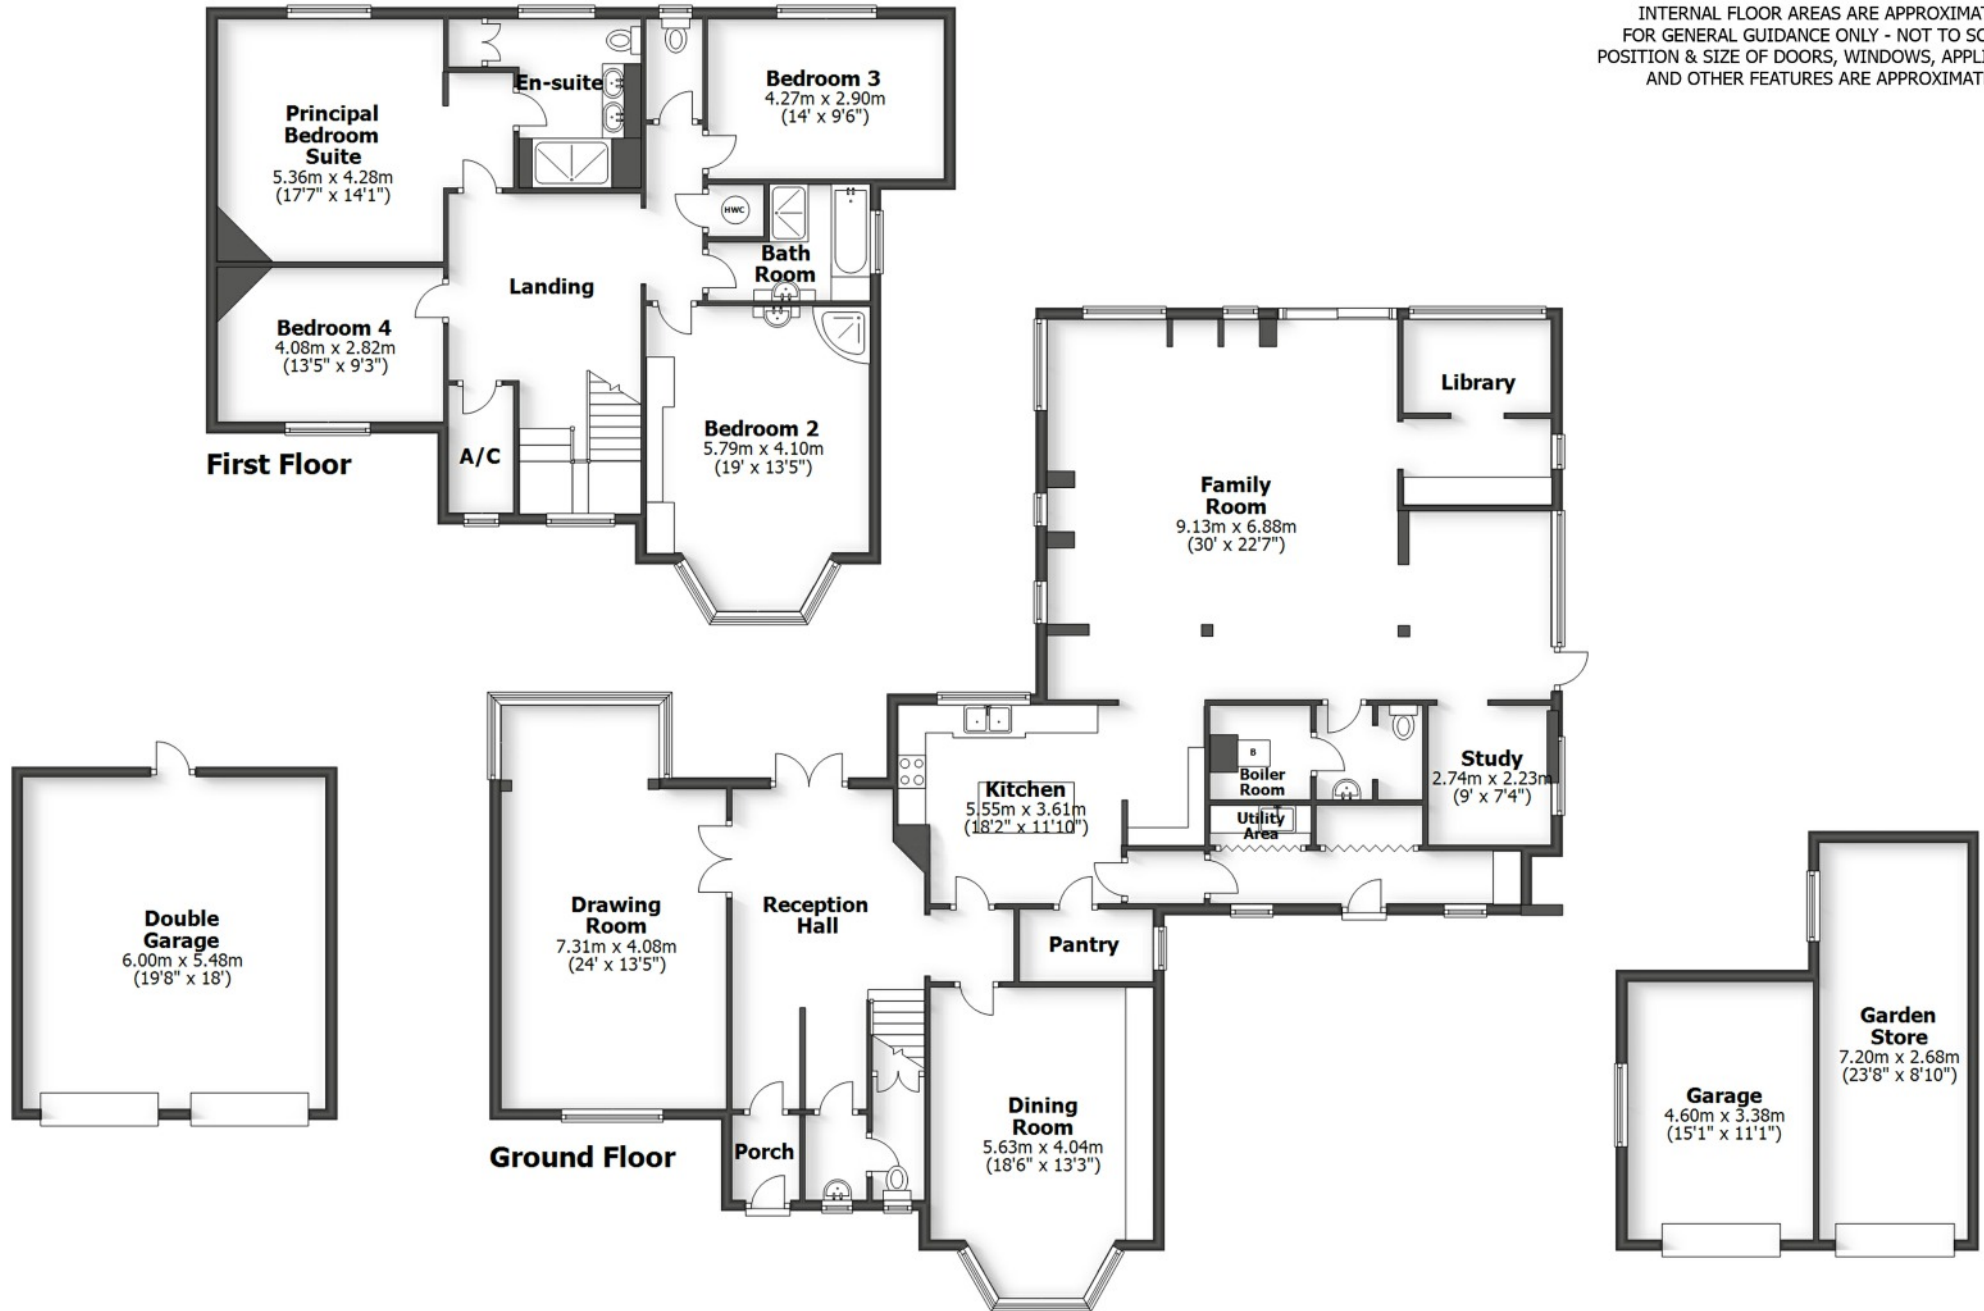 INTERNAL FLOOR AREAS ARE APPROXIMAT
FOR GENERAL GUIDANCE ONLY - NOT TO SC
POSITION & SIZE OF DOORS, WINDOWS, APPLI
AND OTHER FEATURES ARE APPROXIMAT
Principal
Bedroom
Suite
5.36m x 4.28m
(17'7" x 14'1")
En-suite
Bedroom 3
4.27m x 2.90m
(14' x 9'6")
HWC
Bath
Room
Landing
Bedroom 4
4.08m x 2.82m
(13'5" x 9'3")
A/C
Bedroom 2
5.79m x 4.10m
(19' x 13'5")
First Floor
Library
Family
Room
9.13m x 6.88m
(30' x 22'7")
B
Boiler
Room
Study
2.74m x 2.23m
(9' x 7'4")
Kitchen
5.55m x 3.61m
(18'2" x 11'10")
Utility
Area
Drawing
Room
7.31m x 4.08m
(24' x 13'5")
Reception
Hall
Pantry
Double
Garage
6.00m x 5.48m
(19'8" x 18')
Dining
Room
5.63m x 4.04m
(18'6" x 13'3")
Porch
Ground Floor
Garden
Store
7.20m x 2.68m
(23'8" x 8'10")
Garage
4.60m x 3.38m
(15'1" x 11'1")